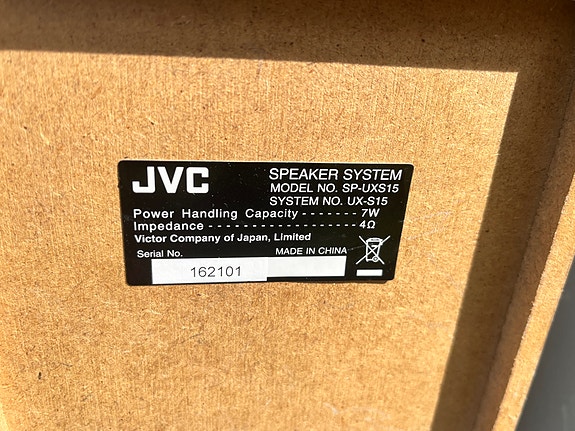 JVC
SPEAKER SYSTEM
MODEL NO. SP-UXS15
SYSTEM NO. UX-S15
Power Handling Capacity - - - - - - - 7W
Impedance - - - - - - - - - - - - - - - - - - - 4Ω
Victor Company of Japan, Limited
Serial No. MADE IN CHINA
162101